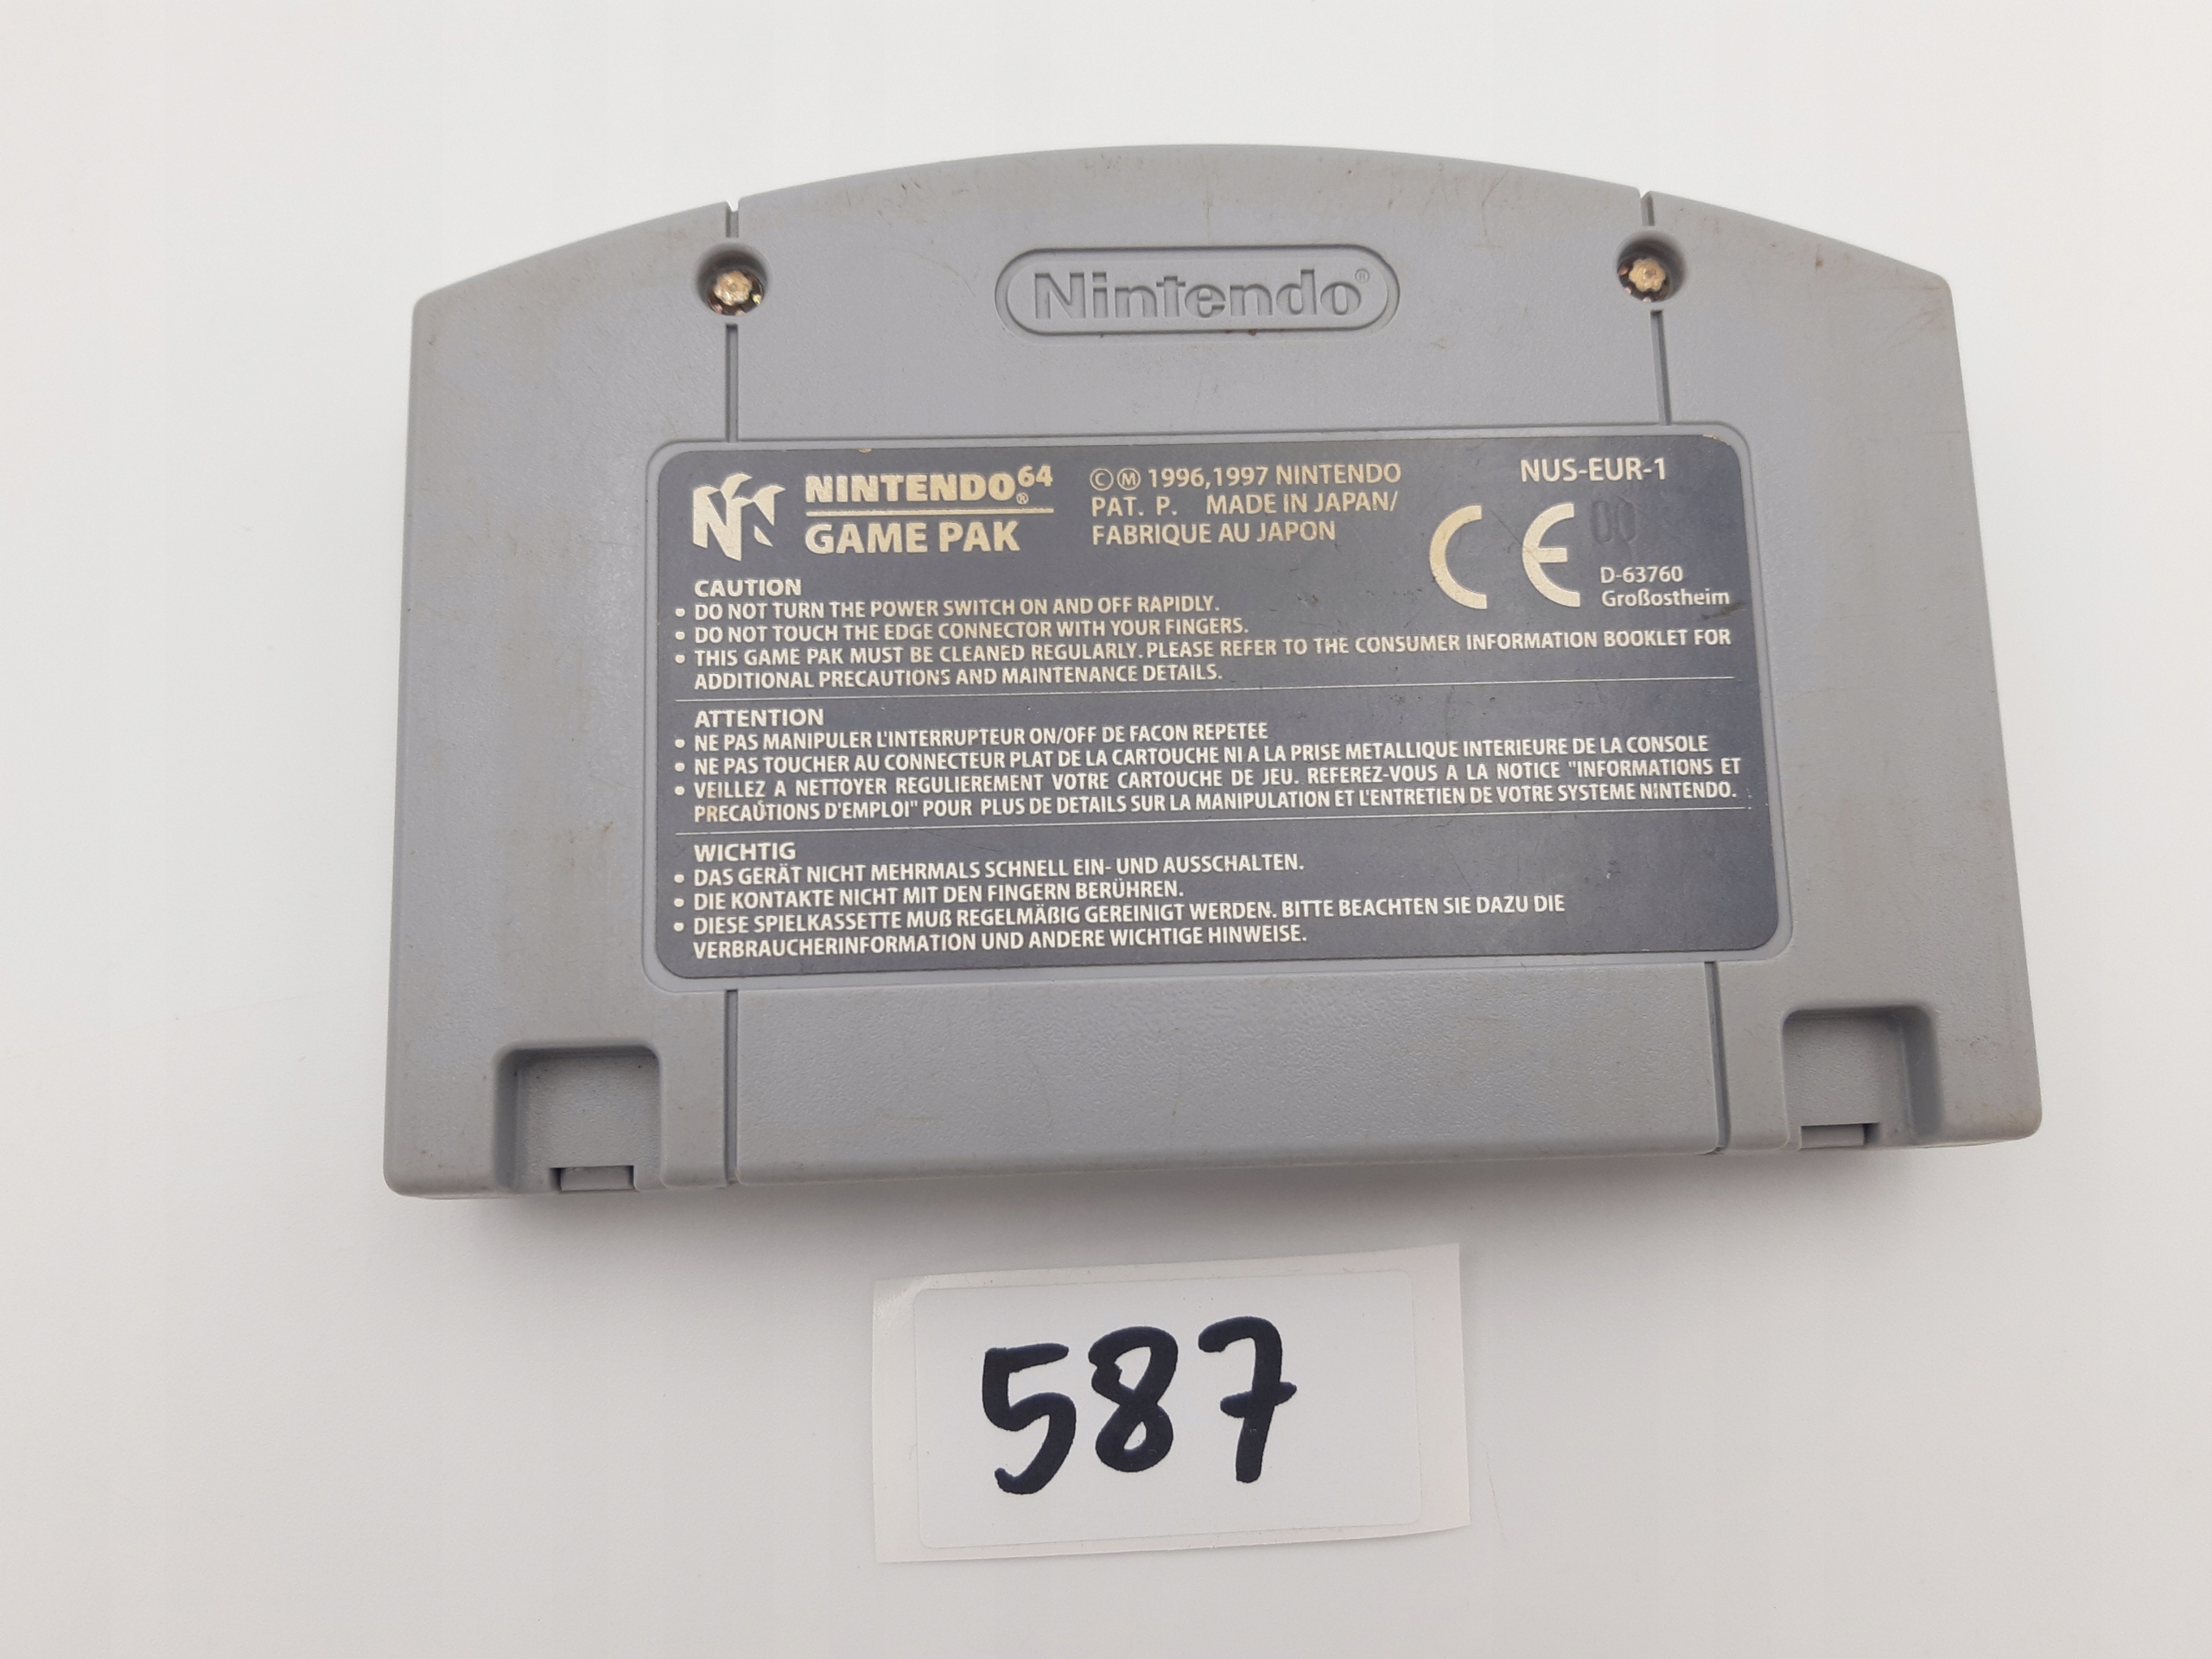 Nintendo®
NINTENDO64®
GAME PAK
©Ⓜ 1996,1997 NINTENDO
PAT. P. MADE IN JAPAN/
FABRIQUE AU JAPON
NUS-EUR-1
CE
00
D-63760
Großostheim
CAUTION
• DO NOT TURN THE POWER SWITCH ON AND OFF RAPIDLY.
• DO NOT TOUCH THE EDGE CONNECTOR WITH YOUR FINGERS.
• THIS GAME PAK MUST BE CLEANED REGULARLY. PLEASE REFER TO THE CONSUMER INFORMATION BOOKLET FOR
ADDITIONAL PRECAUTIONS AND MAINTENANCE DETAILS.
ATTENTION
• NE PAS MANIPULER L'INTERRUPTEUR ON/OFF DE FACON REPETEE
• NE PAS TOUCHER AU CONNECTEUR PLAT DE LA CARTOUCHE NI A LA PRISE METALLIQUE INTERIEURE DE LA CONSOLE
• VEILLEZ A NETTOYER REGULIEREMENT VOTRE CARTOUCHE DE JEU. REFEREZ-VOUS A LA NOTICE "INFORMATIONS ET
PRECAUTIONS D'EMPLOI" POUR PLUS DE DETAILS SUR LA MANIPULATION ET L'ENTRETIEN DE VOTRE SYSTEME NINTENDO.
WICHTIG
• DAS GERÄT NICHT MEHRMALS SCHNELL EIN- UND AUSSCHALTEN.
• DIE KONTAKTE NICHT MIT DEN FINGERN BERÜHREN.
• DIESE SPIELKASSETTE MUß REGELMÄßIG GEREINIGT WERDEN. BITTE BEACHTEN SIE DAZU DIE
VERBRAUCHERINFORMATION UND ANDERE WICHTIGE HINWEISE.
587